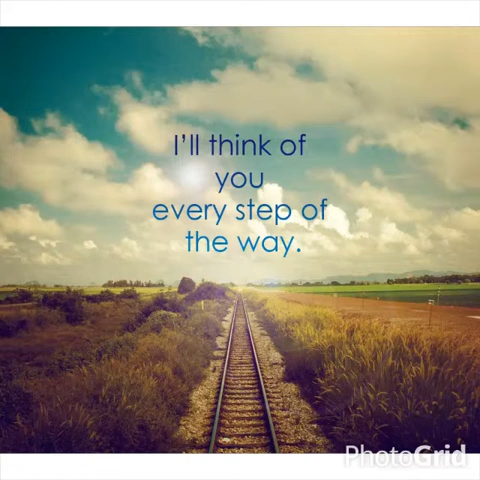 I'll think of
you
every step of
the way.
PhotoGrid